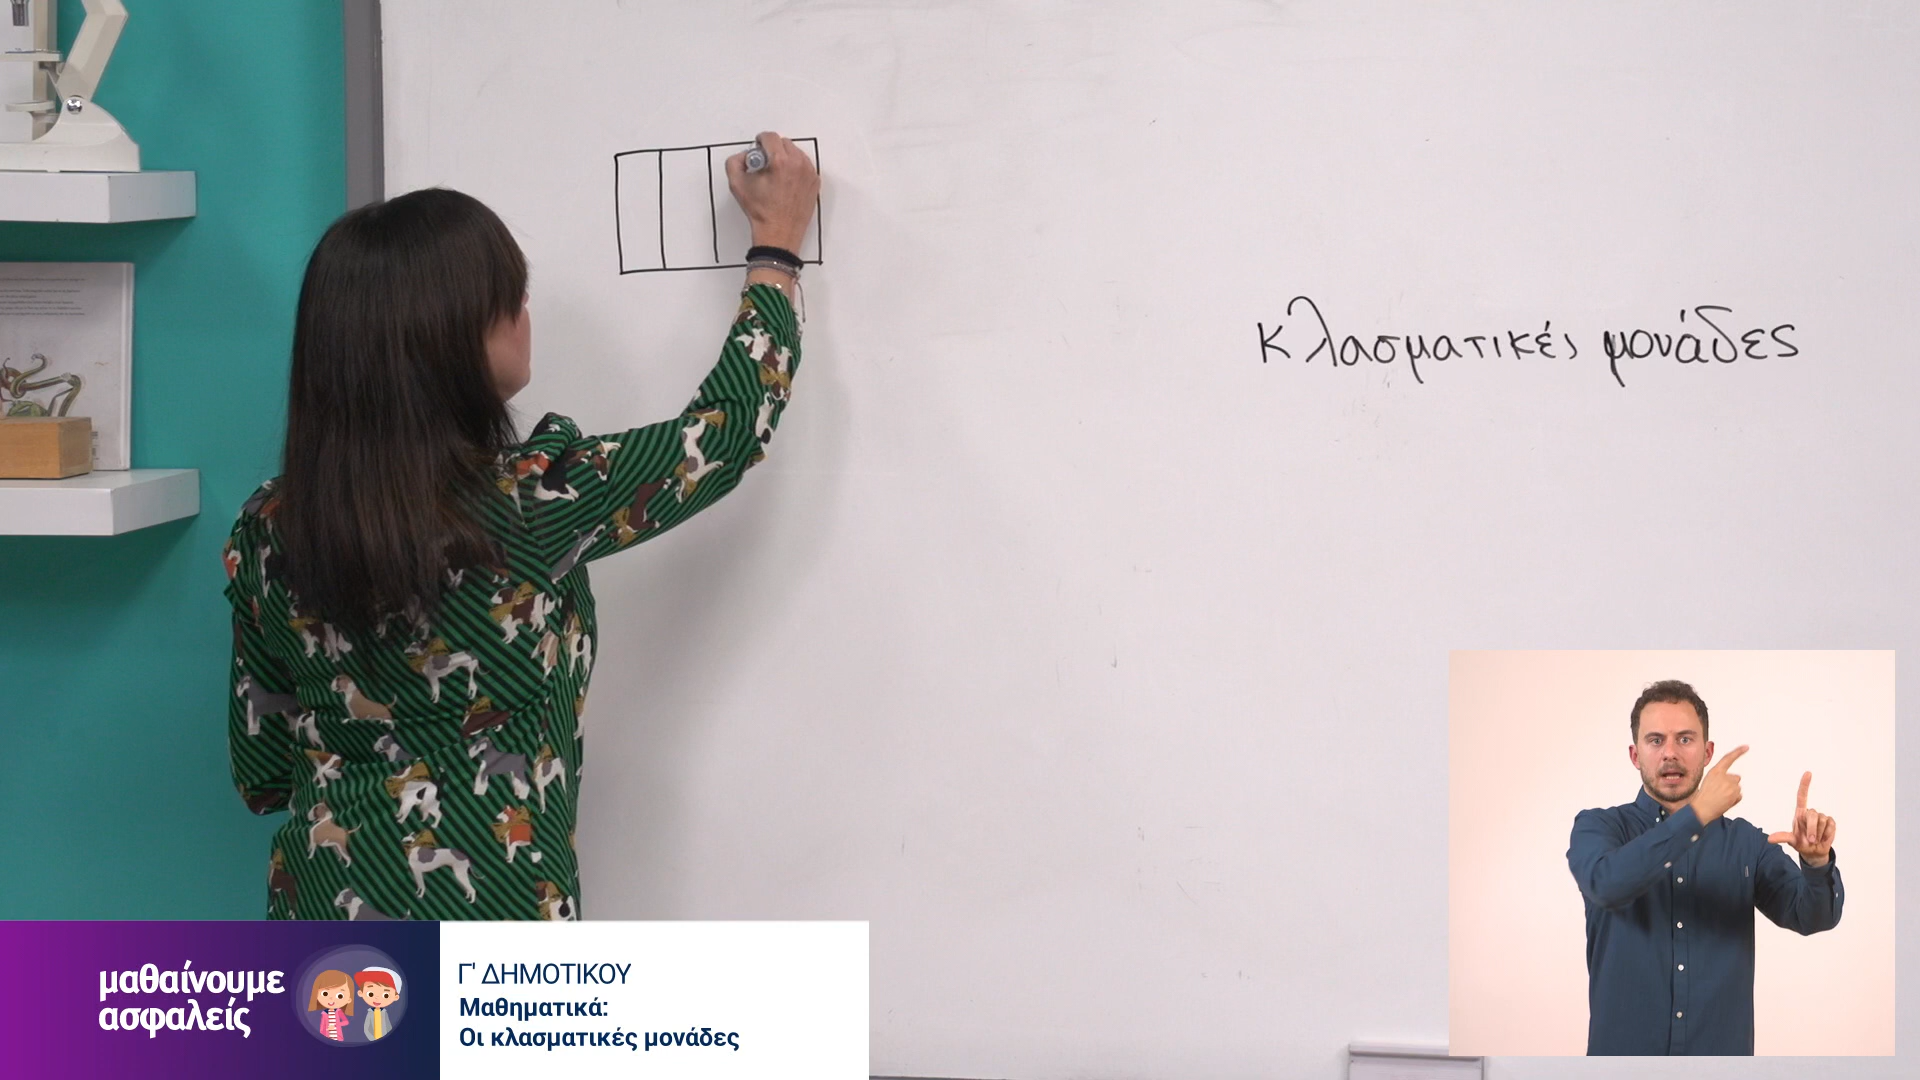 κλασματικές μονάδες
μαθαίνουμε
ασφαλείς
Γ' ΔΗΜΟΤΙΚΟΥ
Μαθηματικά:
Οι κλασματικές μονάδες